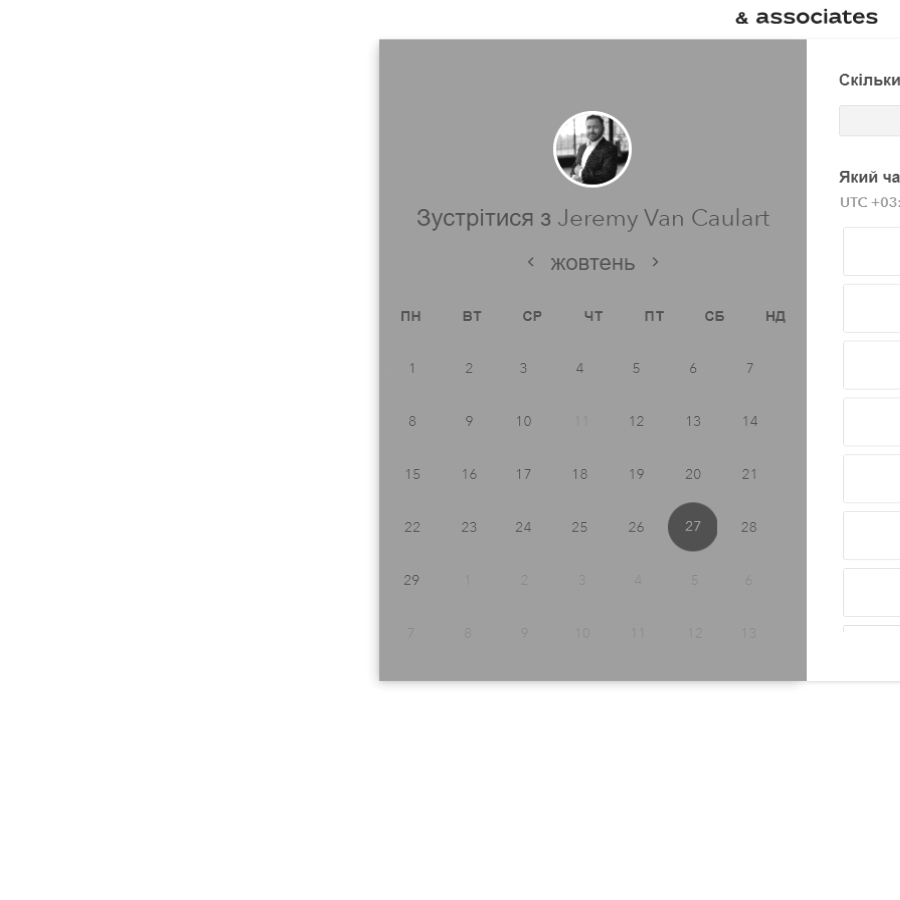 & associates
Зустрітися з Jeremy Van Caulart
жовтень
ПН ВТ СР ЧТ ПТ СБ НД
1 2 3 4 5 6 7
8 9 10 11 12 13 14
15 16 17 18 19 20 21
22 23 24 25 26 27 28
29 1 2 3 4 5 6
7 8 9 10 11 12 13
Скільки
Який ча
UTC +03: